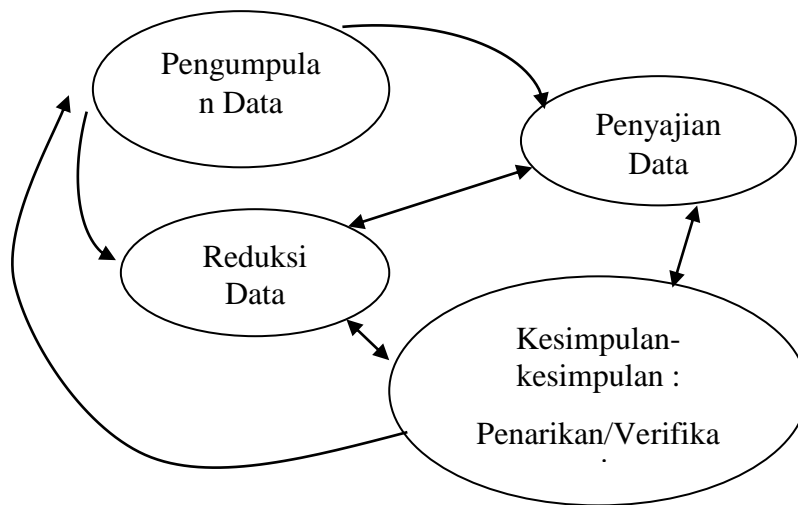 Pengumpula
n Data
Penyajian
Data
Reduksi
Data
Kesimpulan-
kesimpulan :
Penarikan/Verifika